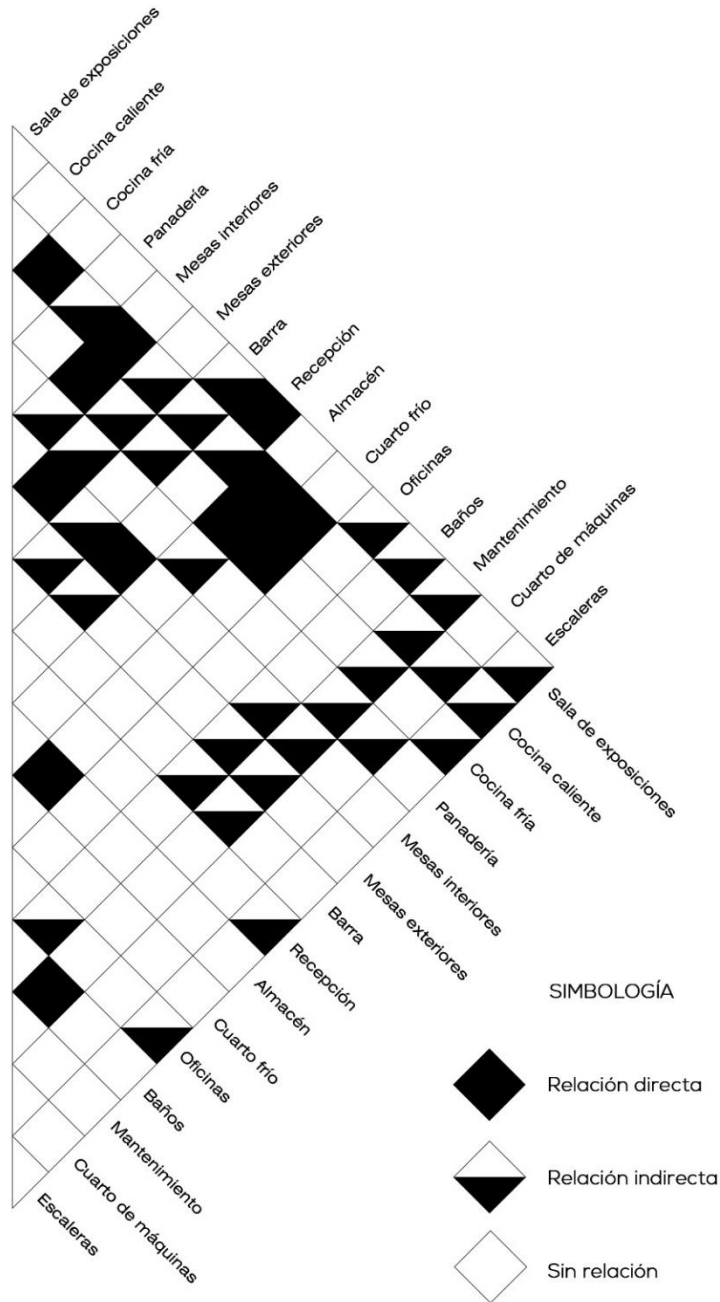 Sala de exposiciones
Cocina caliente
Cocina fría
Panadería
Mesas interiores
Mesas exteriores
Barra
Recepción
Almacén
Cuarto frío
Oficinas
Baños
Mantenimiento
Cuarto de máquinas
Escaleras
Sala de exposiciones
Cocina caliente
Cocina fría
Panadería
Mesas interiores
Mesas exteriores
Barra
Recepción
Almacén
Cuarto frío
Oficinas
Baños
Mantenimiento
Cuarto de máquinas
Escaleras
SIMBOLOGÍA
Relación directa
Relación indirecta
Sin relación